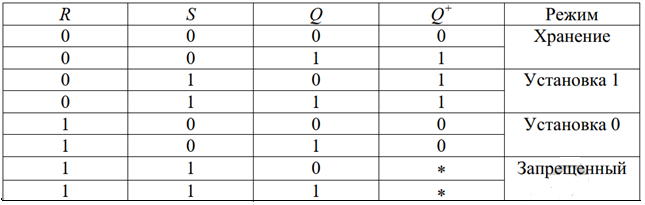 R S Q Q⁺ Режим
0 0 0 0 Хранение
0 0 1 1
0 1 0 1 Установка 1
0 1 1 1
1 0 0 0 Установка 0
1 0 1 0
1 1 0 * Запрещенный
1 1 1 *